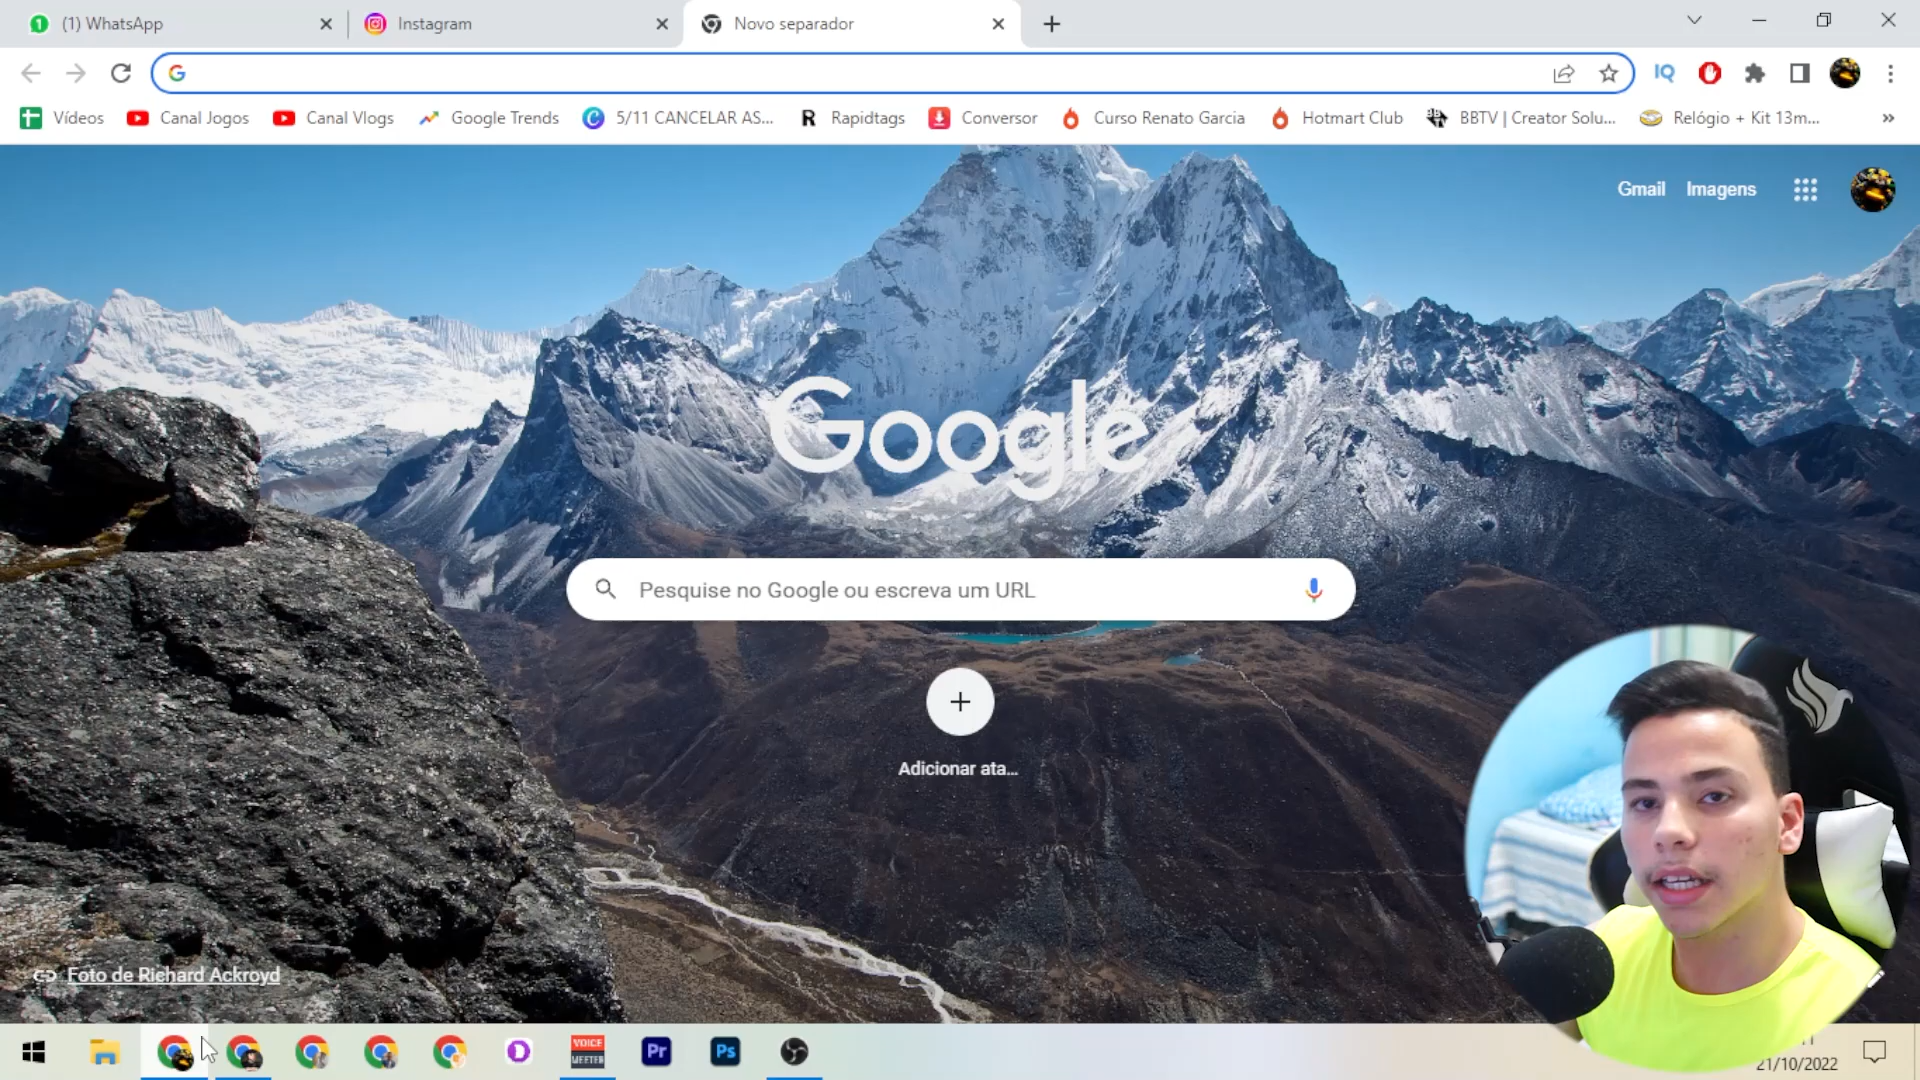 (1) WhatsApp
Instagram
Novo separador
Vídeos
Canal Jogos
Canal Vlogs
Google Trends
5/11 CANCELAR AS...
Rapidtags
Conversor
Curso Renato Garcia
Hotmart Club
BBTV | Creator Solu...
Relógio + Kit 13m...
Gmail
Imagens
Google
Pesquise no Google ou escreva um URL
Adicionar ata...
Foto de Richard Ackroyd
VOICE
MEETER
Pr
Ps
21/10/2022